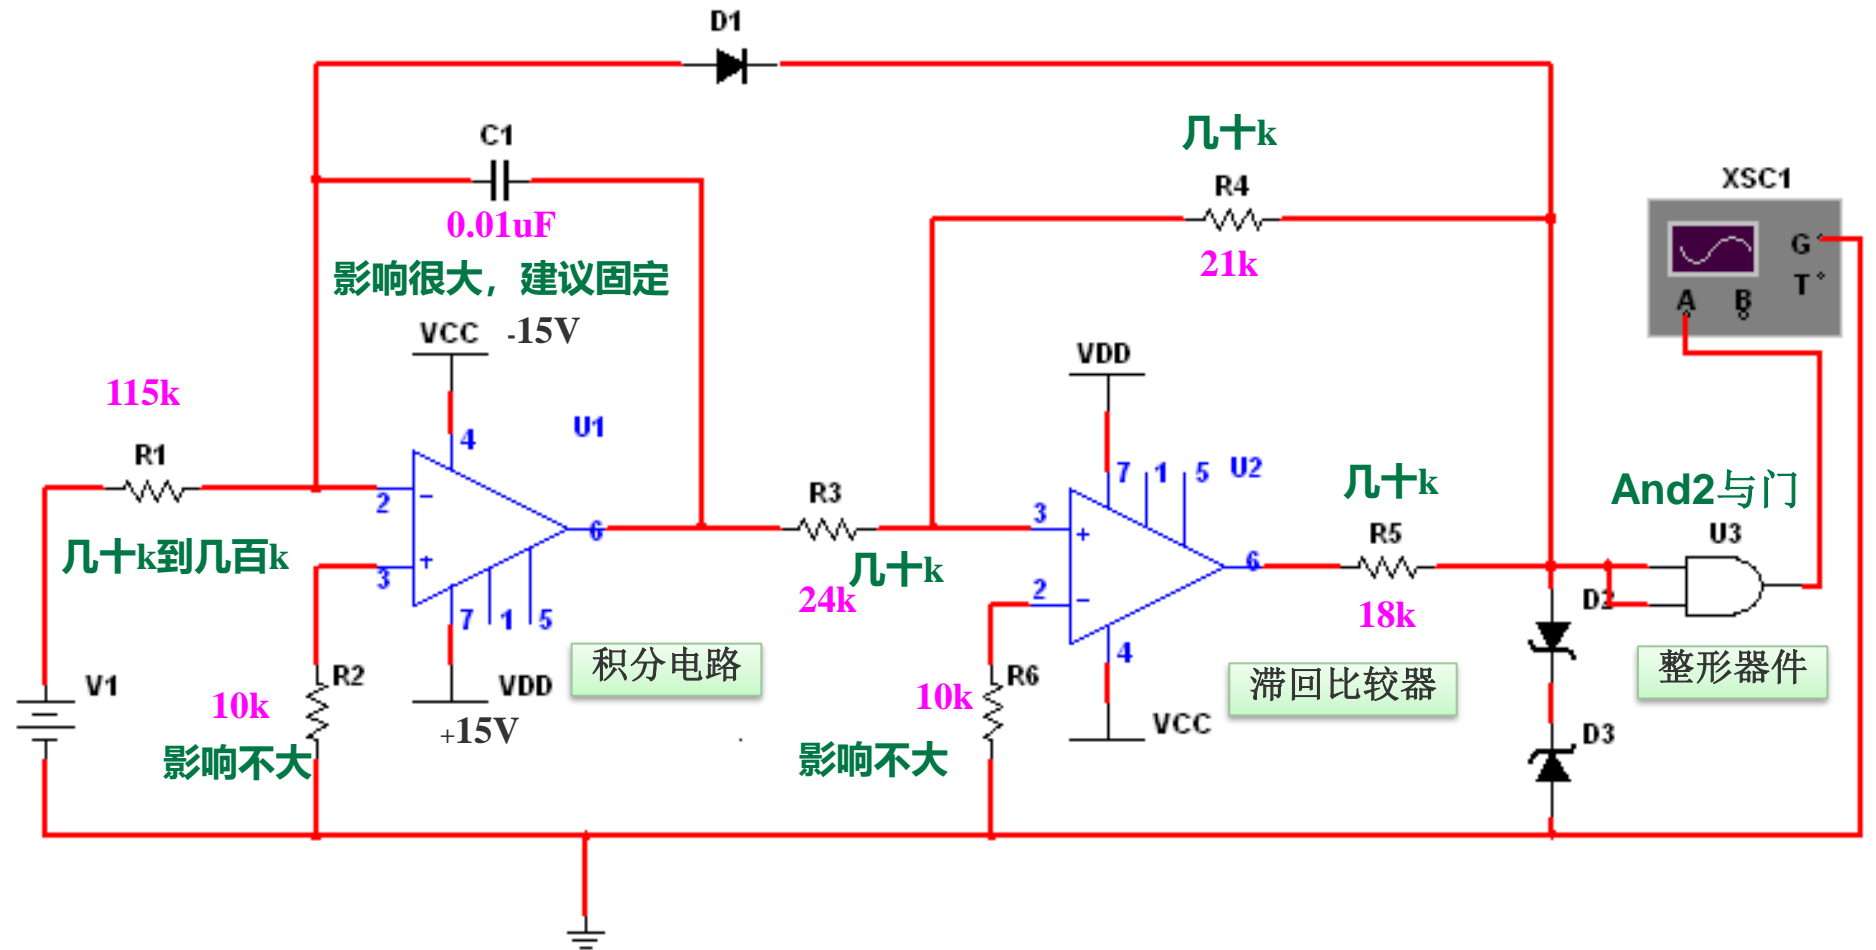 D1
C1
0.01uF
影响很大，建议固定
VCC
-15V
几十k
R4
21k
XSC1
G
T
A
B
115k
R1
几十k到几百k
U1
4
2
3
6
-
+
7
1
5
VDD
+15V
积分电路
R2
10k
影响不大
V1
R3
几十k
24k
VDD
7
1
5
U2
3
2
+
-
6
4
VCC
R6
10k
影响不大
滞回比较器
几十k
R5
18k
And2与门
U3
D2
D3
整形器件